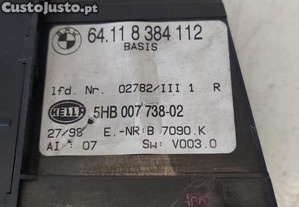 custojusto.pt
64.11 8 384 112
BASIS
lfd. Nr. 02782/III 1 R
HELLA
5HB 007 738-02
27/98 E.-NR: B 7090.K
AI: 07 SW: V003.0